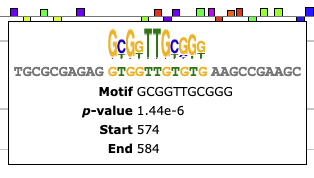 GCGGTTGCGGG
TGCGCGAGAG GTGGTTGTGTG AAGCCGAAGC
Motif GCGGTTGCGGG
p-value 1.44e-6
Start 574
End 584